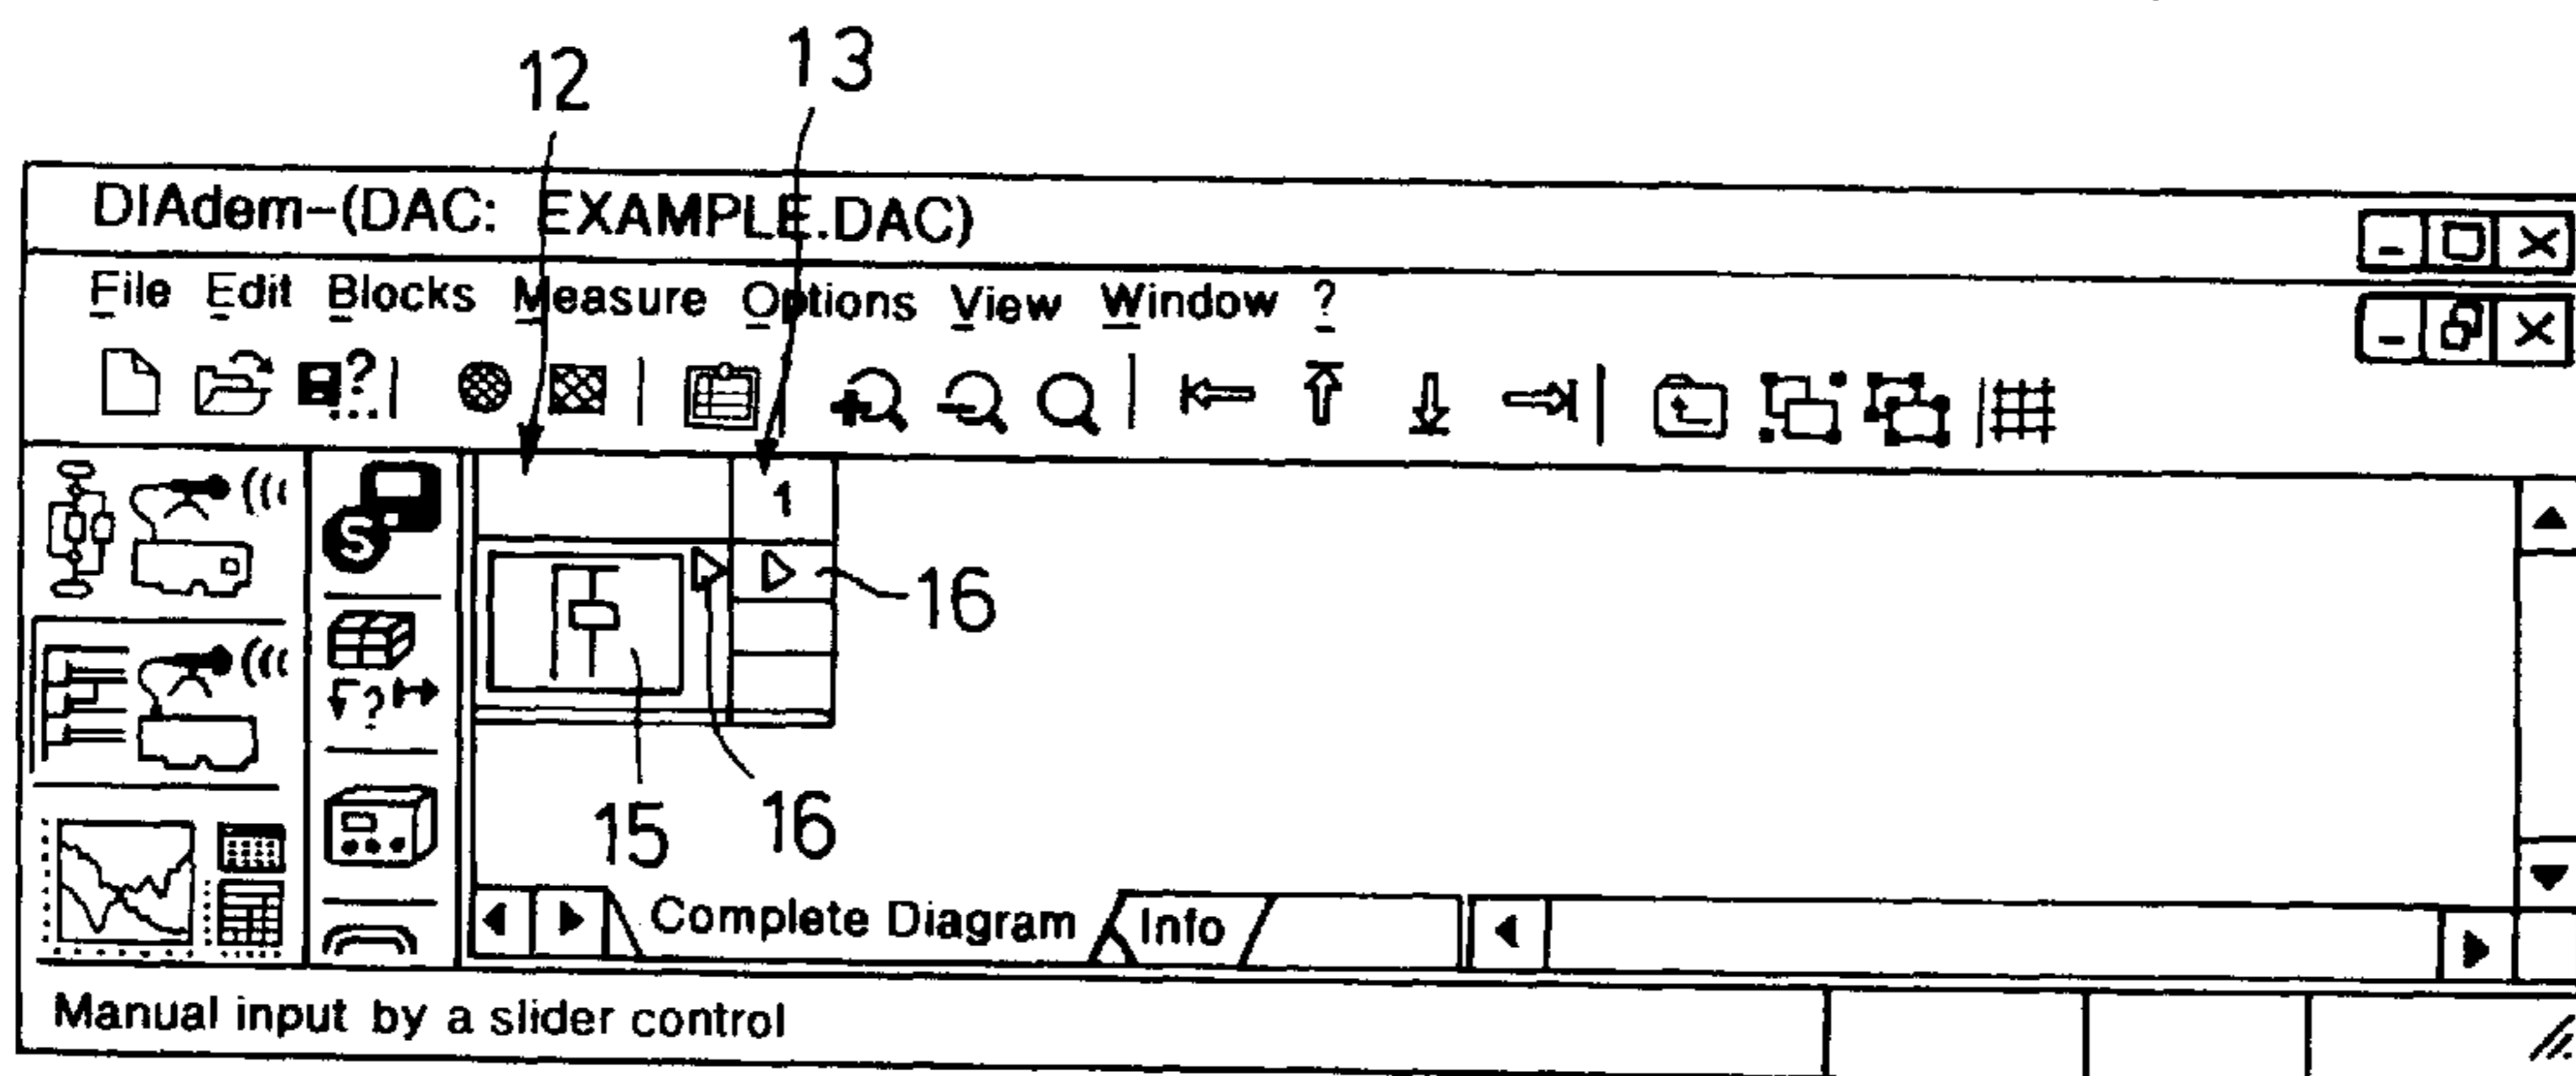 12 13
DIAdem-(DAC: EXAMPLE.DAC)
File Edit Blocks Measure Options View Window ?
?
S
1
16
?
15 16
Complete Diagram Info
Manual input by a slider control